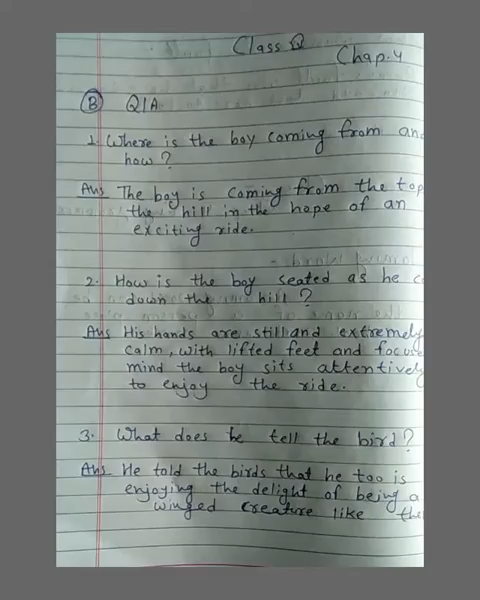 Class Q
Chap. 4
(B) Q/A
1. Where is the boy coming from and
how?
Ans The boy is coming from the top
the hill in the hope of an
exciting ride.
2. How is the boy seated as he c
down the hill?
Ans His hands are still and extremely
calm, with lifted feet and focuse
mind the boy sits attentively
to enjoy the ride.
3. What does he tell the bird?
Ans He told the birds that he too is
enjoying the delight of being a
winged creature like the